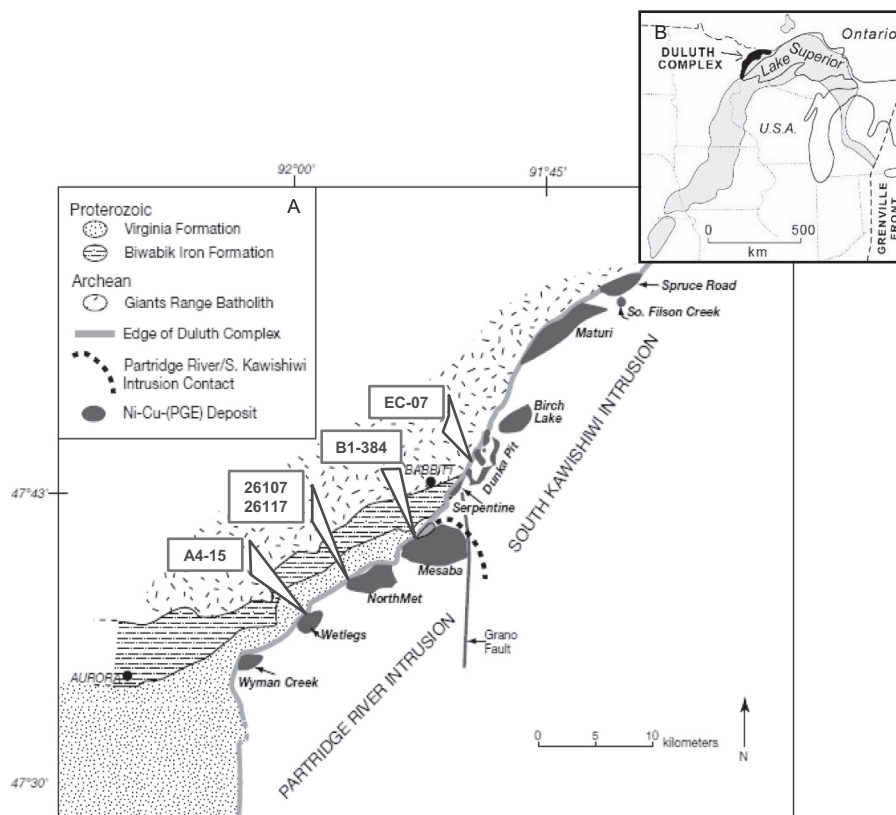 B
Ontario
DULUTH
COMPLEX
Lake Superior
U.S.A.
GRENVILLE
FRONT
0 500
km
92°00' 91°45'
A
Proterozoic
Virginia Formation
Biwabik Iron Formation
Archean
Giants Range Batholith
Edge of Duluth Complex
Partridge River/S. Kawishiwi
Intrusion Contact
Ni-Cu-(PGE) Deposit
Spruce Road
So. Filson Creek
Maturi
EC-07
Birch
Lake
B1-384
BABBITT
Dunka Pit
47°43'
26107
26117
Serpentine
SOUTH KAWISHIWI INTRUSION
A4-15
Mesaba
NorthMet
Wetlegs
Grano
Fault
Wyman Creek
AURORA
PARTRIDGE RIVER INTRUSION
0 5 10
kilometers
N
47°30'